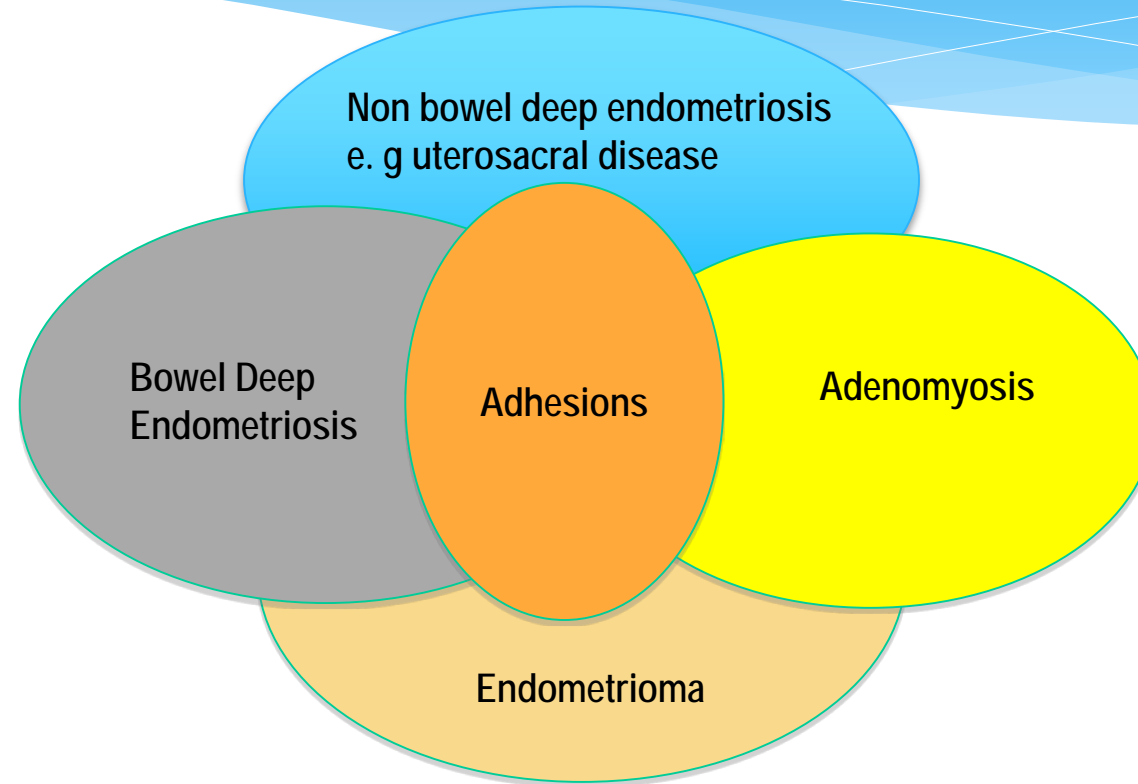 Non bowel deep endometriosis
e. g uterosacral disease
Bowel Deep
Endometriosis
Adhesions
Adenomyosis
Endometrioma